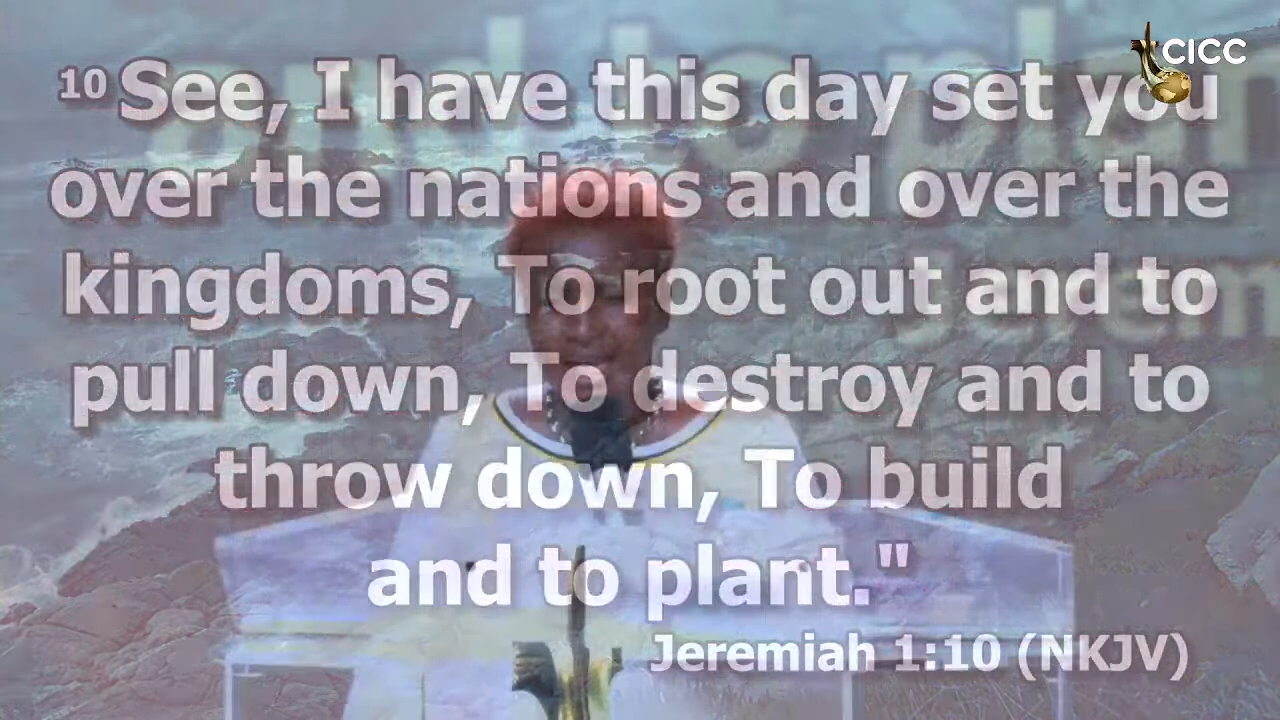 CICC
10 See, I have this day set you
over the nations and over the
kingdoms, To root out and to
pull down, To destroy and to
throw down, To build
and to plant."
Jeremiah 1:10 (NKJV)